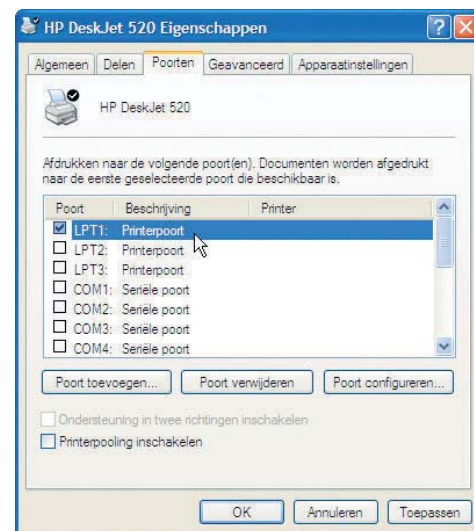 HP DeskJet 520 Eigenschappen
Algemeen Delen Poorten Geavanceerd Apparaatinstellingen
HP DeskJet 520
Afdrukken naar de volgende poort(en). Documenten worden afgedrukt
naar de eerste geselecteerde poort die beschikbaar is.
Poort Beschrijving Printer
LPT1: Printerpoort
LPT2: Printerpoort
LPT3: Printerpoort
COM1: Seriële poort
COM2: Seriële poort
COM3: Seriële poort
COM4: Seriële poort
Poort toevoegen... Poort verwijderen Poort configureren...
Ondersteuning in twee richtingen inschakelen
Printerpooling inschakelen
OK Annuleren Toepassen